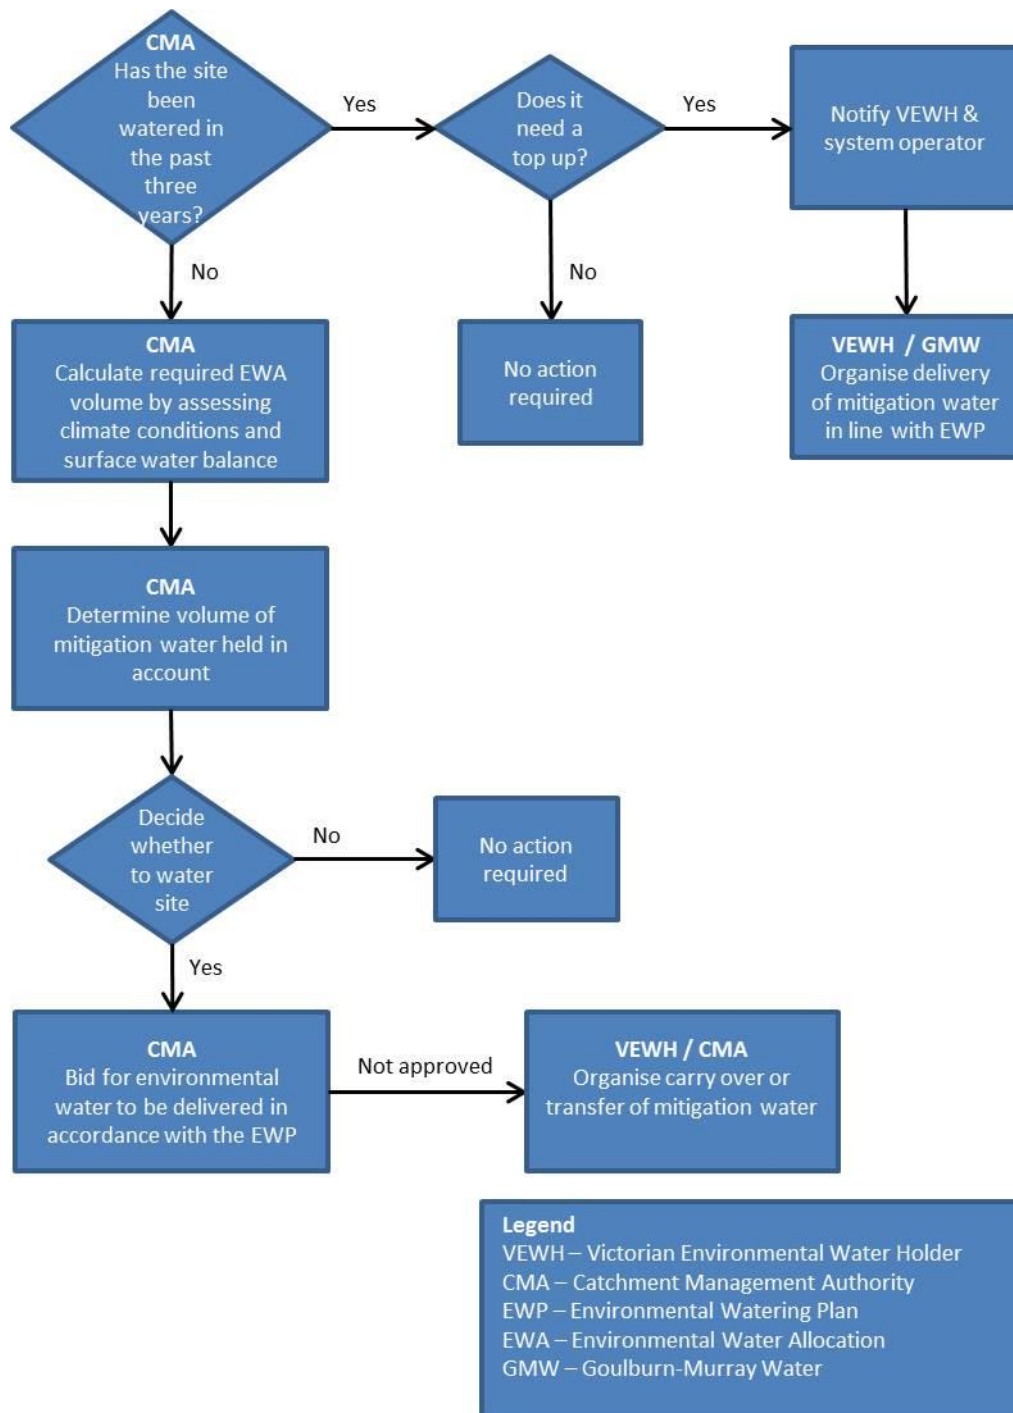 CMA
Has the site
been
watered in
the past
three
years?
Yes
Does it
need a
top up?
Yes
Notify VEWH &
system operator
No
No
CMA
Calculate required EWA
volume by assessing
climate conditions and
surface water balance
No action
required
VEWH / GMW
Organise delivery
of mitigation water
in line with EWP
CMA
Determine volume of
mitigation water held in
account
Decide
whether
to water
site
No
No action
required
Yes
CMA
Bid for environmental
water to be delivered in
accordance with the EWP
Not approved
VEWH / CMA
Organise carry over or
transfer of mitigation water
Legend
VEWH – Victorian Environmental Water Holder
CMA – Catchment Management Authority
EWP – Environmental Watering Plan
EWA – Environmental Water Allocation
GMW – Goulburn-Murray Water